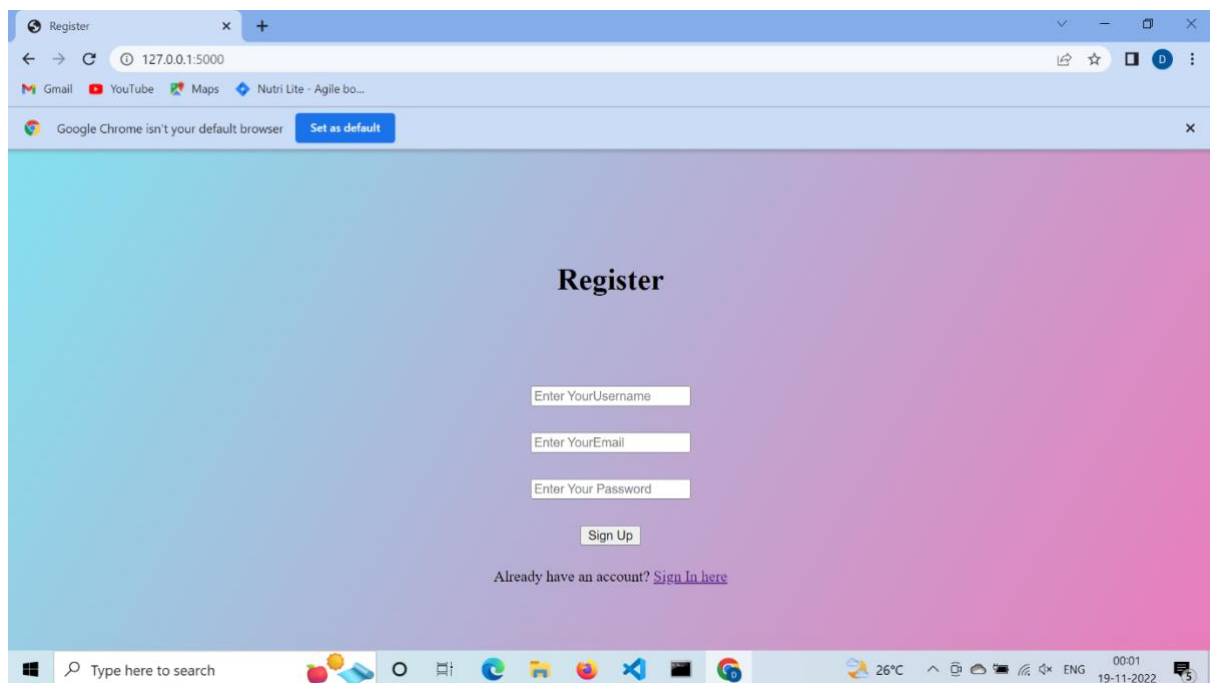 Register
127.0.0.1:5000
Gmail YouTube Maps Nutri Lite - Agile bo...
Google Chrome isn't your default browser Set as default
Register
Enter YourUsername
Enter YourEmail
Enter Your Password
Sign Up
Already have an account? Sign In here
Type here to search 26°C ENG 00:01
19-11-2022